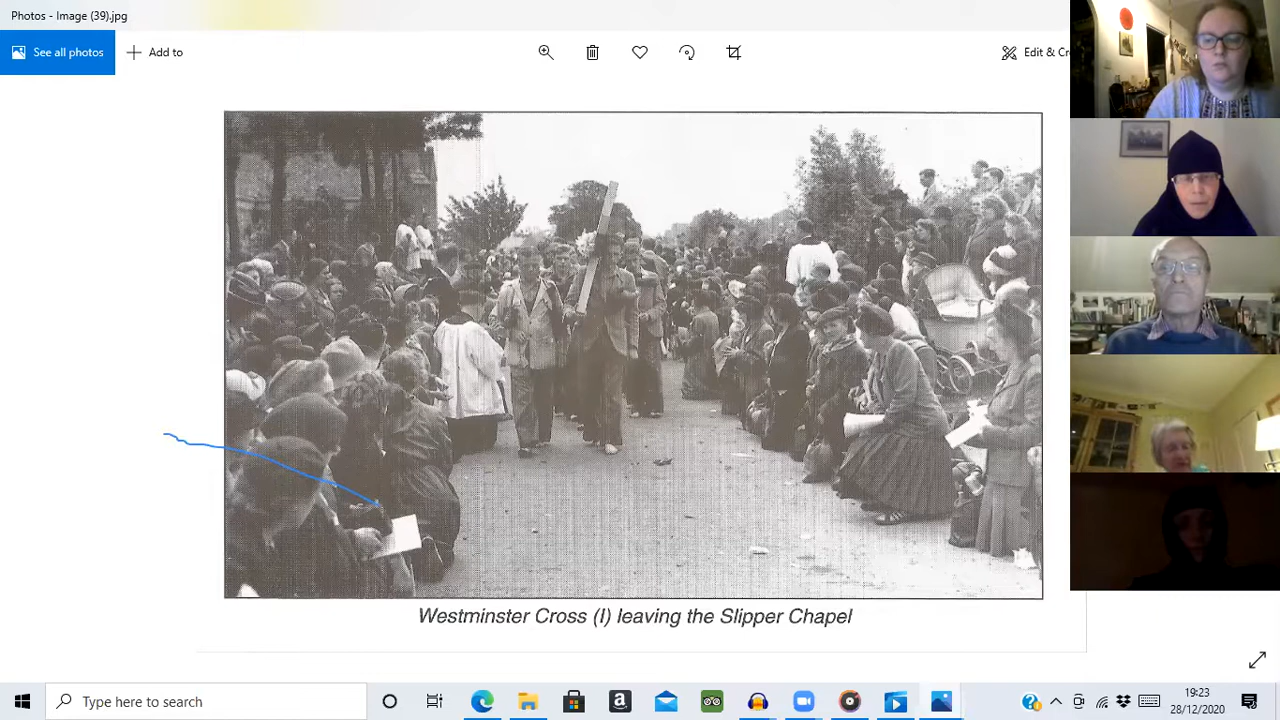 Photos - Image (39).jpg
See all photos
Add to
Edit &
Westminster Cross (I) leaving the Slipper Chapel
Type here to search
19:23
28/12/2020